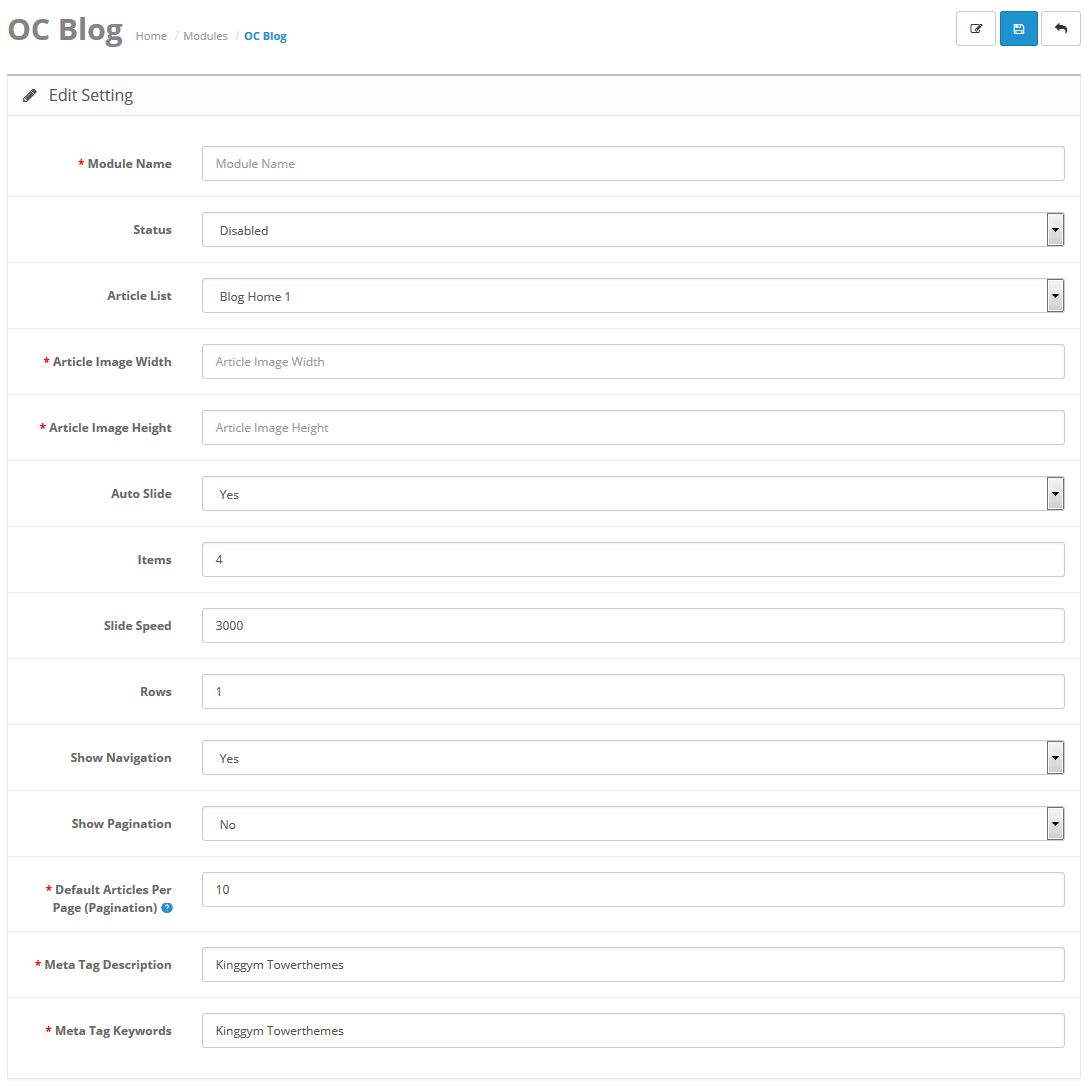 OC Blog Home / Modules / OC Blog
Edit Setting
* Module Name Module Name
Status Disabled
Article List Blog Home 1
* Article Image Width Article Image Width
* Article Image Height Article Image Height
Auto Slide Yes
Items 4
Slide Speed 3000
Rows 1
Show Navigation Yes
Show Pagination No
* Default Articles Per 10
Page (Pagination) ?
* Meta Tag Description Kinggym Towerthemes
* Meta Tag Keywords Kinggym Towerthemes